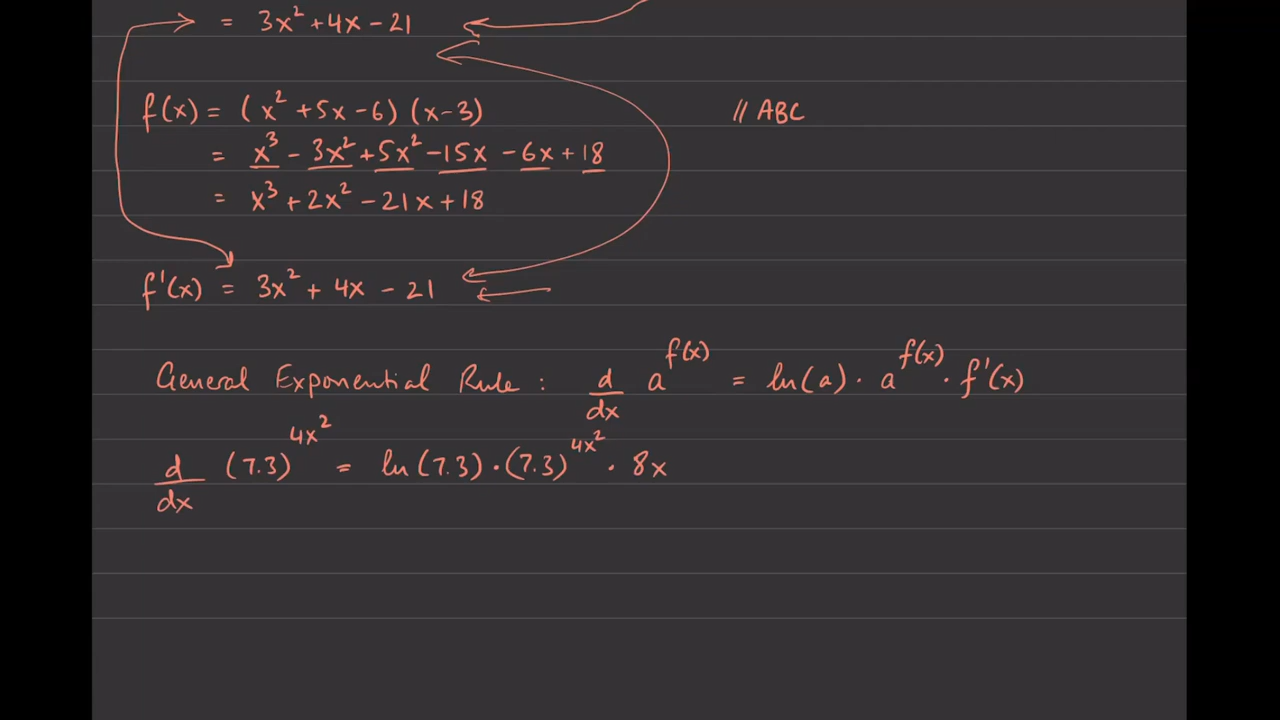 = 3x² + 4x - 21
f(x) = (x² + 5x - 6) (x - 3) // ABC
= x³ - 3x² + 5x² - 15x - 6x + 18
= x³ + 2x² - 21x + 18
f'(x) = 3x² + 4x - 21
General Exponential Rule : d/dx a^f(x) = ln(a) · a^f(x) · f'(x)
d/dx (7.3)^4x² = ln(7.3) · (7.3)^4x² · 8x